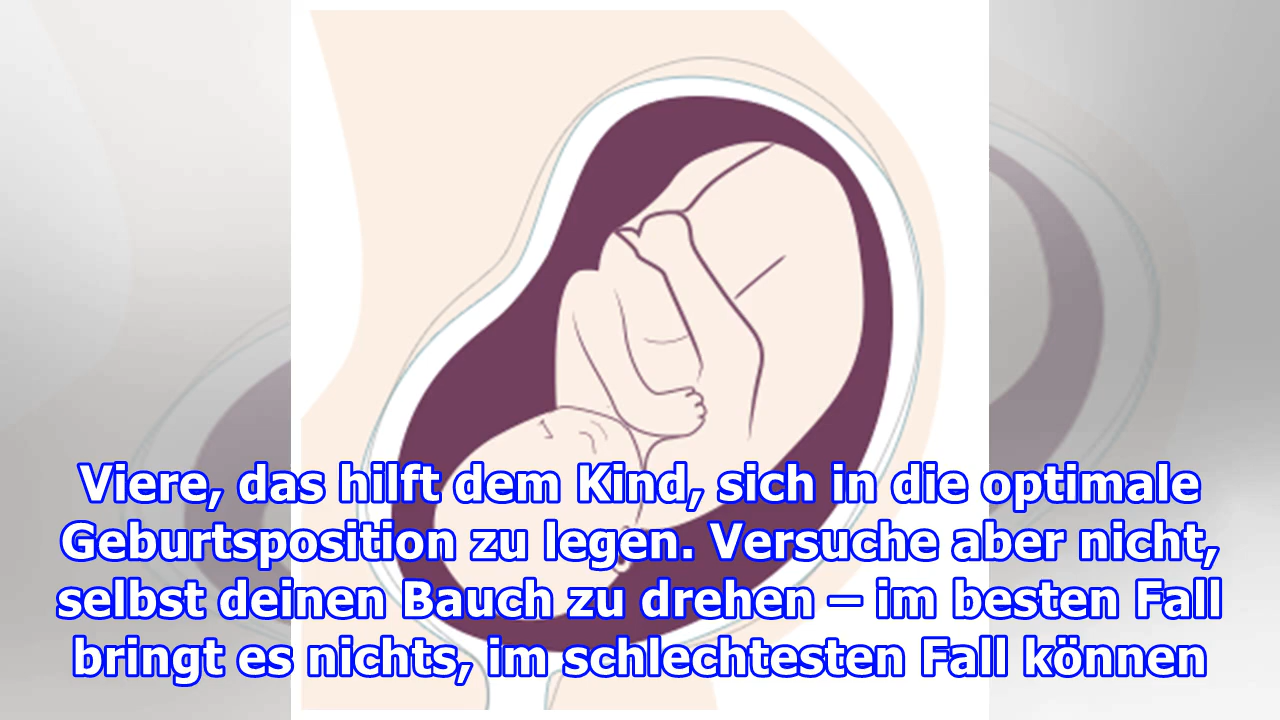 Viere, das hilft dem Kind, sich in die optimale
Geburtsposition zu legen. Versuche aber nicht,
selbst deinen Bauch zu drehen – im besten Fall
bringt es nichts, im schlechtesten Fall können